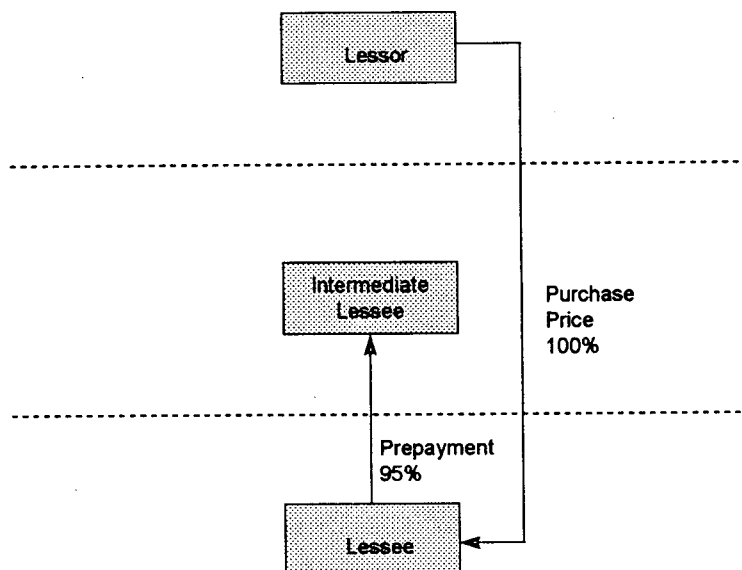 Lessor
Intermediate
Lessee
Purchase
Price
100%
Prepayment
95%
Lessee